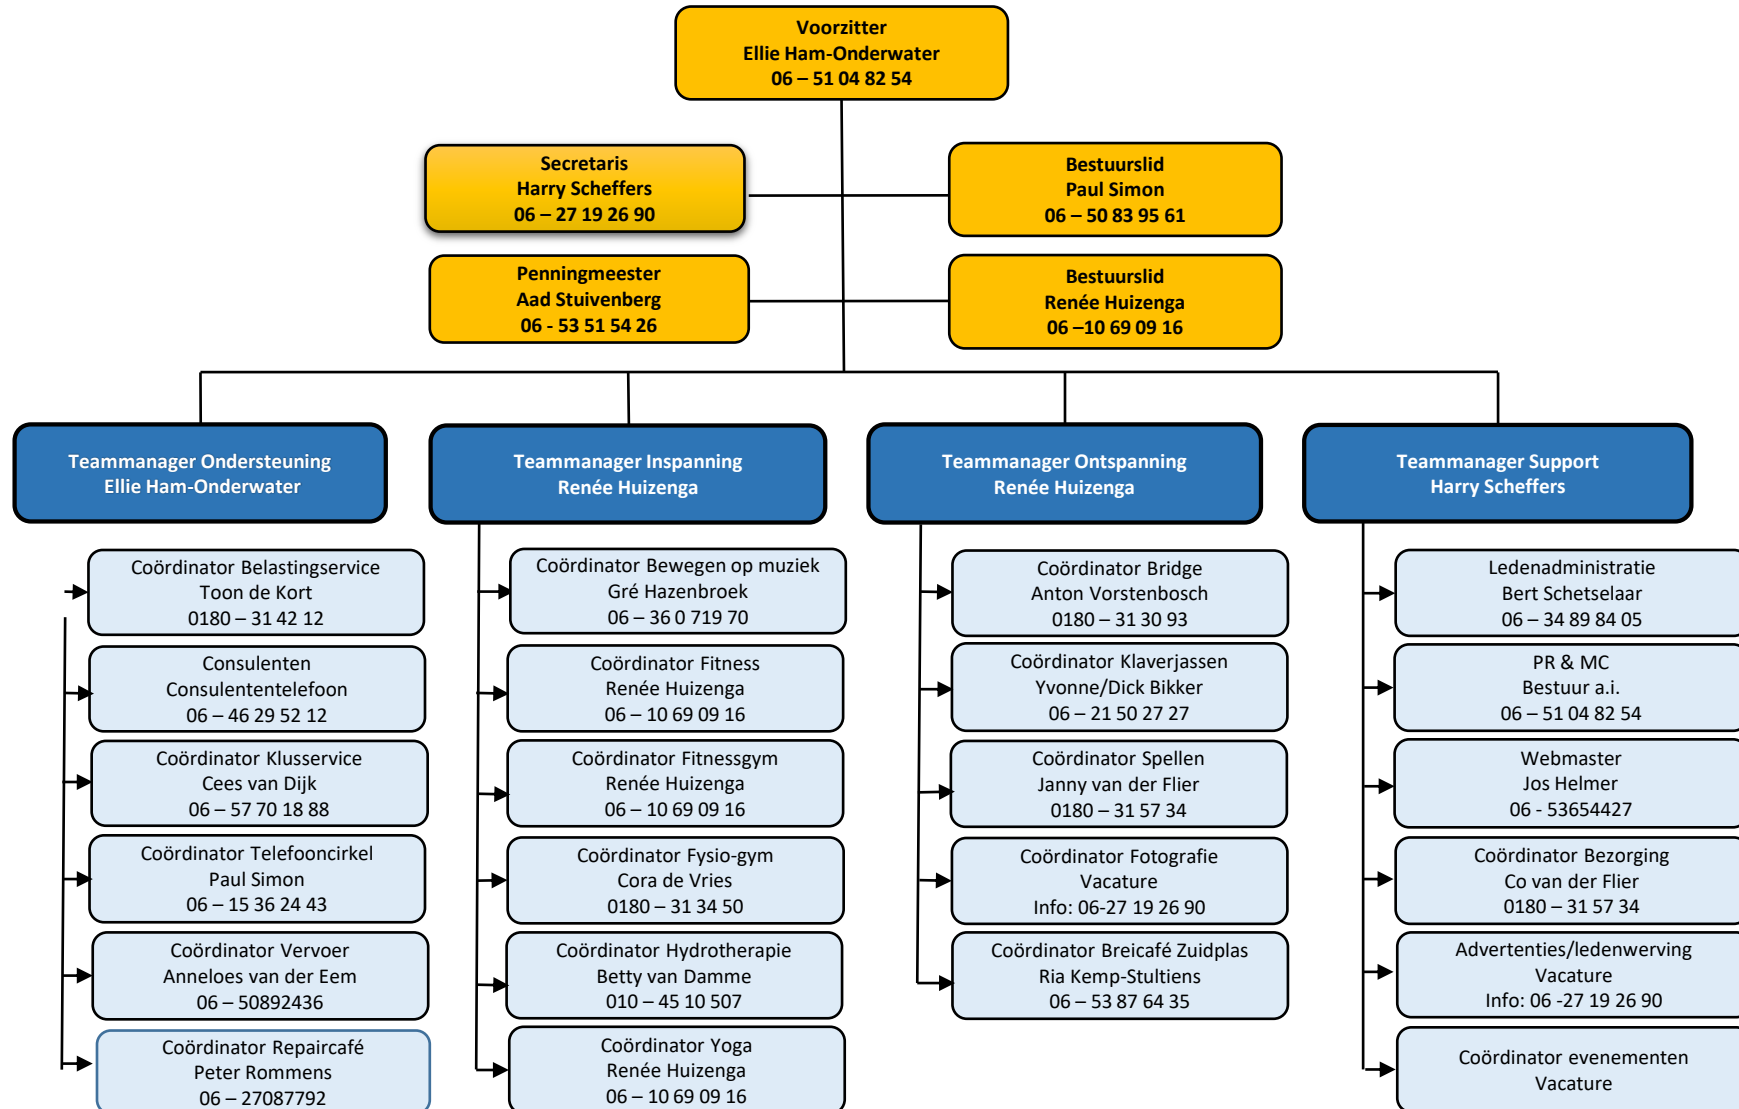 Voorzitter
Ellie Ham-Onderwater
06 – 51 04 82 54
Secretaris
Harry Scheffers
06 – 27 19 26 90
Bestuurslid
Paul Simon
06 – 50 83 95 61
Penningmeester
Aad Stuivenberg
06 - 53 51 54 26
Bestuurslid
Renée Huizenga
06 –10 69 09 16
Teammanager Ondersteuning
Ellie Ham-Onderwater
Teammanager Inspanning
Renée Huizenga
Teammanager Ontspanning
Renée Huizenga
Teammanager Support
Harry Scheffers
Coördinator Belastingservice
Toon de Kort
0180 – 31 42 12
Consulenten
Consulententelefoon
06 – 46 29 52 12
Coördinator Klusservice
Cees van Dijk
06 – 57 70 18 88
Coördinator Telefooncirkel
Paul Simon
06 – 15 36 24 43
Coördinator Vervoer
Anneloes van der Eem
06 – 50892436
Coördinator Repaircafé
Peter Rommens
06 – 27087792
Coördinator Bewegen op muziek
Gré Hazenbroek
06 – 36 0 719 70
Coördinator Fitness
Renée Huizenga
06 – 10 69 09 16
Coördinator Fitnessgym
Renée Huizenga
06 – 10 69 09 16
Coördinator Fysio-gym
Cora de Vries
0180 – 31 34 50
Coördinator Hydrotherapie
Betty van Damme
010 – 45 10 507
Coördinator Yoga
Renée Huizenga
06 – 10 69 09 16
Coördinator Bridge
Anton Vorstenbosch
0180 – 31 30 93
Coördinator Klaverjassen
Yvonne/Dick Bikker
06 – 21 50 27 27
Coördinator Spellen
Janny van der Flier
0180 – 31 57 34
Coördinator Fotografie
Vacature
Info: 06-27 19 26 90
Coördinator Breicafé Zuidplas
Ria Kemp-Stultiens
06 – 53 87 64 35
Ledenadministratie
Bert Schetselaar
06 – 34 89 84 05
PR & MC
Bestuur a.i.
06 – 51 04 82 54
Webmaster
Jos Helmer
06 - 53654427
Coördinator Bezorging
Co van der Flier
0180 – 31 57 34
Advertenties/ledenwerving
Vacature
Info: 06 -27 19 26 90
Coördinator evenementen
Vacature